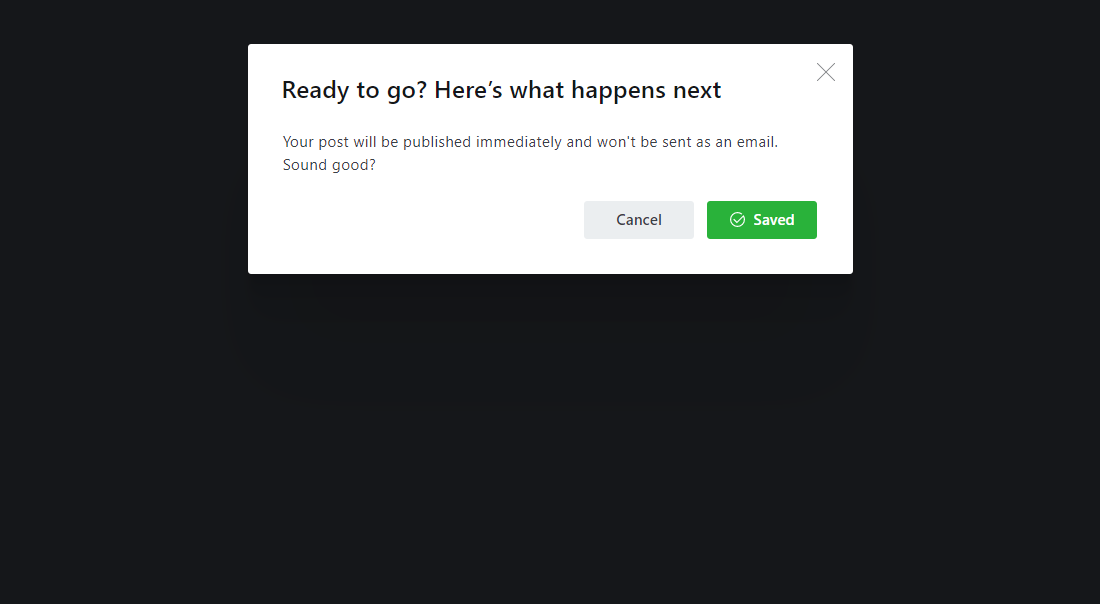 Ready to go? Here’s what happens next
Your post will be published immediately and won't be sent as an email.
Sound good?
Cancel
Saved